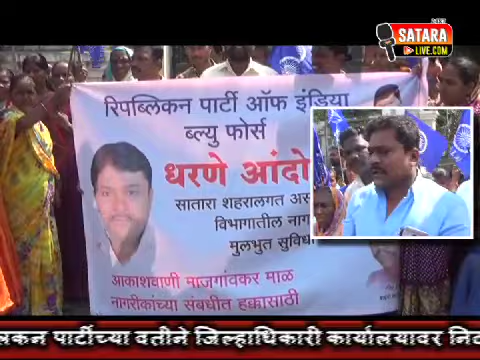 SATARA
LIVE.COM
रिपब्लिकन पार्टी ऑफ इंडिया
ब्ल्यु फोर्स
धरणे आंदो
सातारा शहरालगत अस
विभागातील नाग
मुलभुत सुविध
आकाशवाणी माजगांवकर माळ
नागरीकांच्या संबधीत हक्कासाठी
लिकन पार्टीच्या वतीने जिल्हाधिकारी कार्यालयावर निद